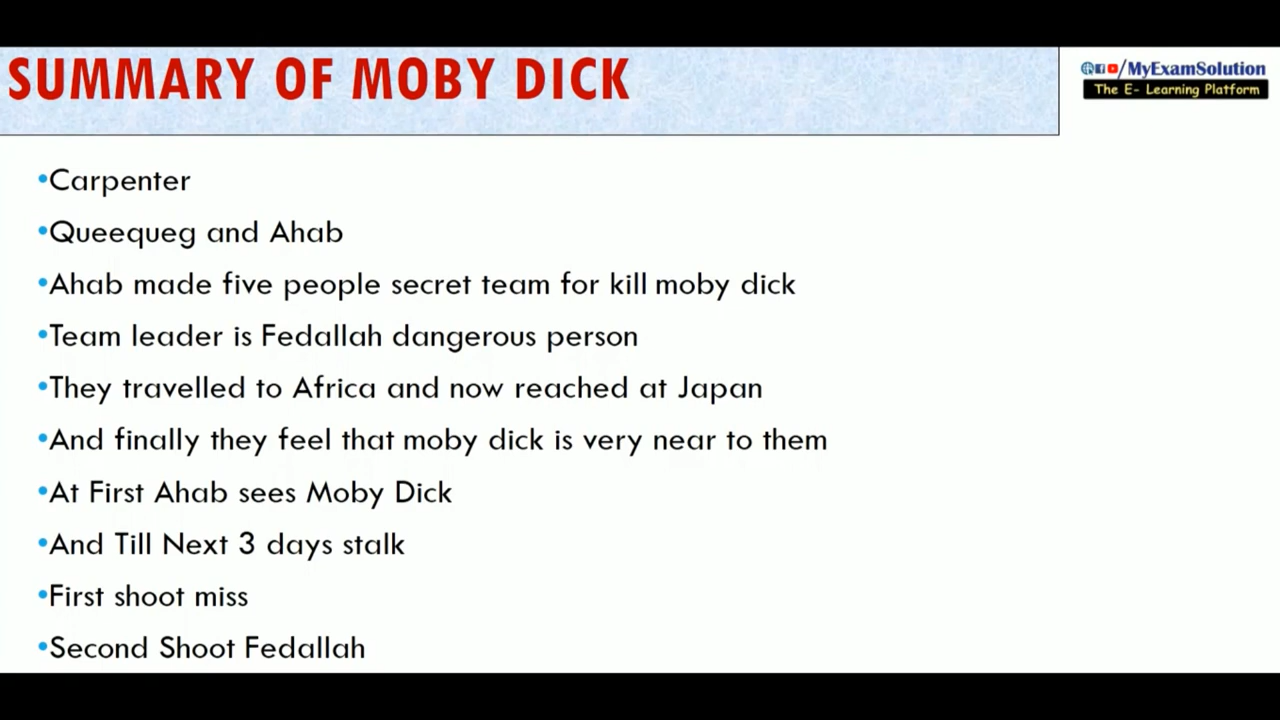 SUMMARY OF MOBY DICK
/MyExamSolution
The E- Learning Platform
•Carpenter
•Queequeg and Ahab
•Ahab made five people secret team for kill moby dick
•Team leader is Fedallah dangerous person
•They travelled to Africa and now reached at Japan
•And finally they feel that moby dick is very near to them
•At First Ahab sees Moby Dick
•And Till Next 3 days stalk
•First shoot miss
•Second Shoot Fedallah